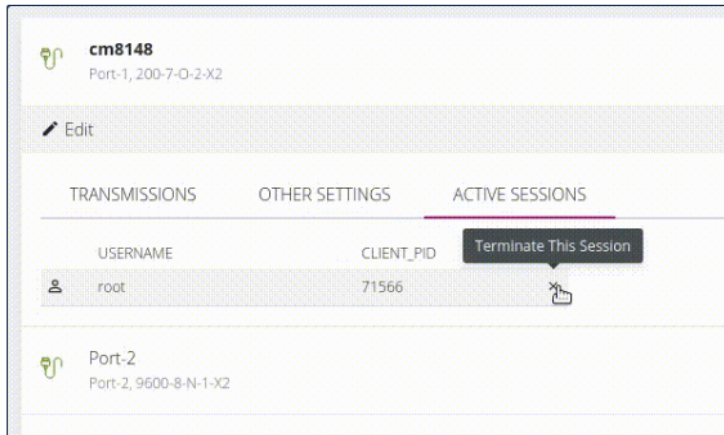 cm8148
Port-1, 200-7-O-2-X2
Edit
TRANSMISSIONS OTHER SETTINGS ACTIVE SESSIONS
Terminate This Session
USERNAME CLIENT_PID
root 71566
Port-2
Port-2, 9600-8-N-1-X2